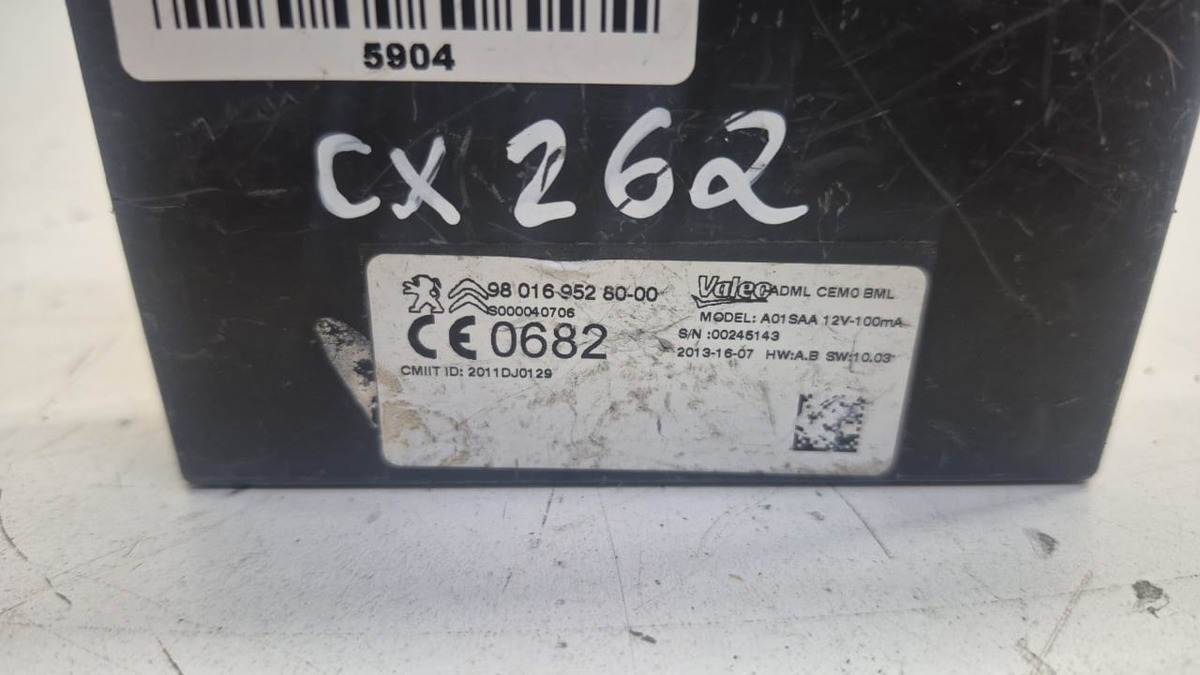 5904
CX 262
98 016 952 80-00
S000040706
CE 0682
CMIIT ID: 2011DJ0129
Valeo ADML CEM0 BML
MODEL: A01SAA 12V-100mA
S/N :00245143
2013-16-07 HW:A.B SW:10.03